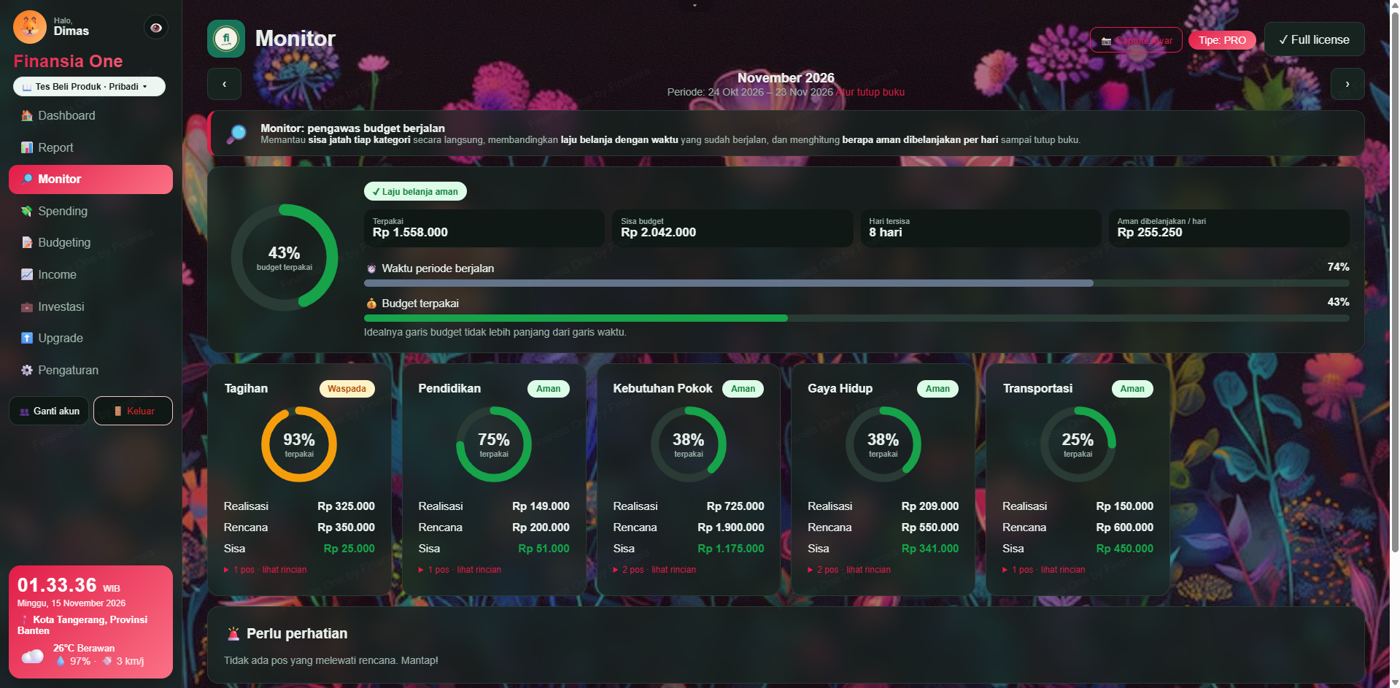 Halo,
Dimas
Finansia One
Tes Beli Produk · Pribadi
Dashboard
Report
Monitor
Spending
Budgeting
Income
Investasi
Upgrade
Pengaturan
Ganti akun
Keluar
01.33.36 WIB
Minggu, 15 November 2026
Kota Tangerang, Provinsi
Banten
26°C Berawan
97% · 3 km/j
fi
Monitor
Tipe: PRO
✓ Full license
‹
November 2026
›
Periode: 24 Okt 2026 – 23 Nov 2026 Atur tutup buku
Monitor: pengawas budget berjalan
Memantau sisa jatah tiap kategori secara langsung, membandingkan laju belanja dengan waktu yang sudah berjalan, dan menghitung berapa aman dibelanjakan per hari sampai tutup buku.
43%
budget terpakai
✓ Laju belanja aman
Terpakai
Rp 1.558.000
Sisa budget
Rp 2.042.000
Hari tersisa
8 hari
Aman dibelanjakan / hari
Rp 255.250
Waktu periode berjalan 74%
Budget terpakai 43%
Idealnya garis budget tidak lebih panjang dari garis waktu.
Tagihan Waspada
93%
terpakai
Realisasi Rp 325.000
Rencana Rp 350.000
Sisa Rp 25.000
▸ 1 pos · lihat rincian
Pendidikan Aman
75%
terpakai
Realisasi Rp 149.000
Rencana Rp 200.000
Sisa Rp 51.000
▸ 1 pos · lihat rincian
Kebutuhan Pokok Aman
38%
terpakai
Realisasi Rp 725.000
Rencana Rp 1.900.000
Sisa Rp 1.175.000
▸ 2 pos · lihat rincian
Gaya Hidup Aman
38%
terpakai
Realisasi Rp 209.000
Rencana Rp 550.000
Sisa Rp 341.000
▸ 2 pos · lihat rincian
Transportasi Aman
25%
terpakai
Realisasi Rp 150.000
Rencana Rp 600.000
Sisa Rp 450.000
▸ 1 pos · lihat rincian
Perlu perhatian
Tidak ada pos yang melewati rencana. Mantap!